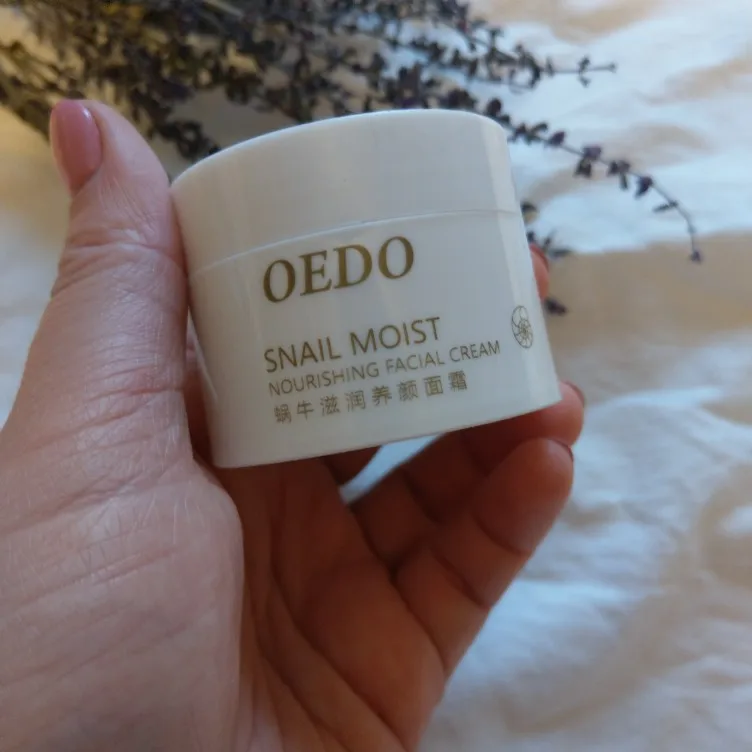 OEDO
SNAIL MOIST
NOURISHING FACIAL CREAM
蜗牛滋润养颜面霜